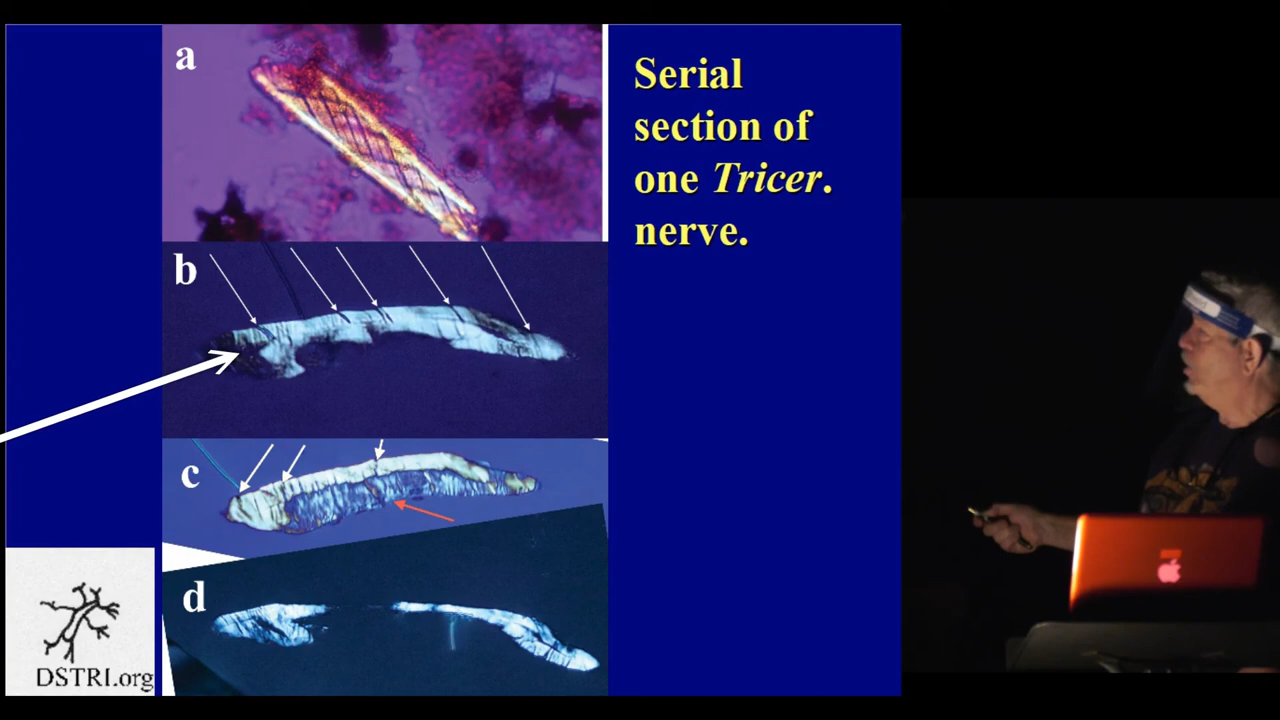 a
b
c
d
Serial
section of
one Tricer.
nerve.
DSTRI.org